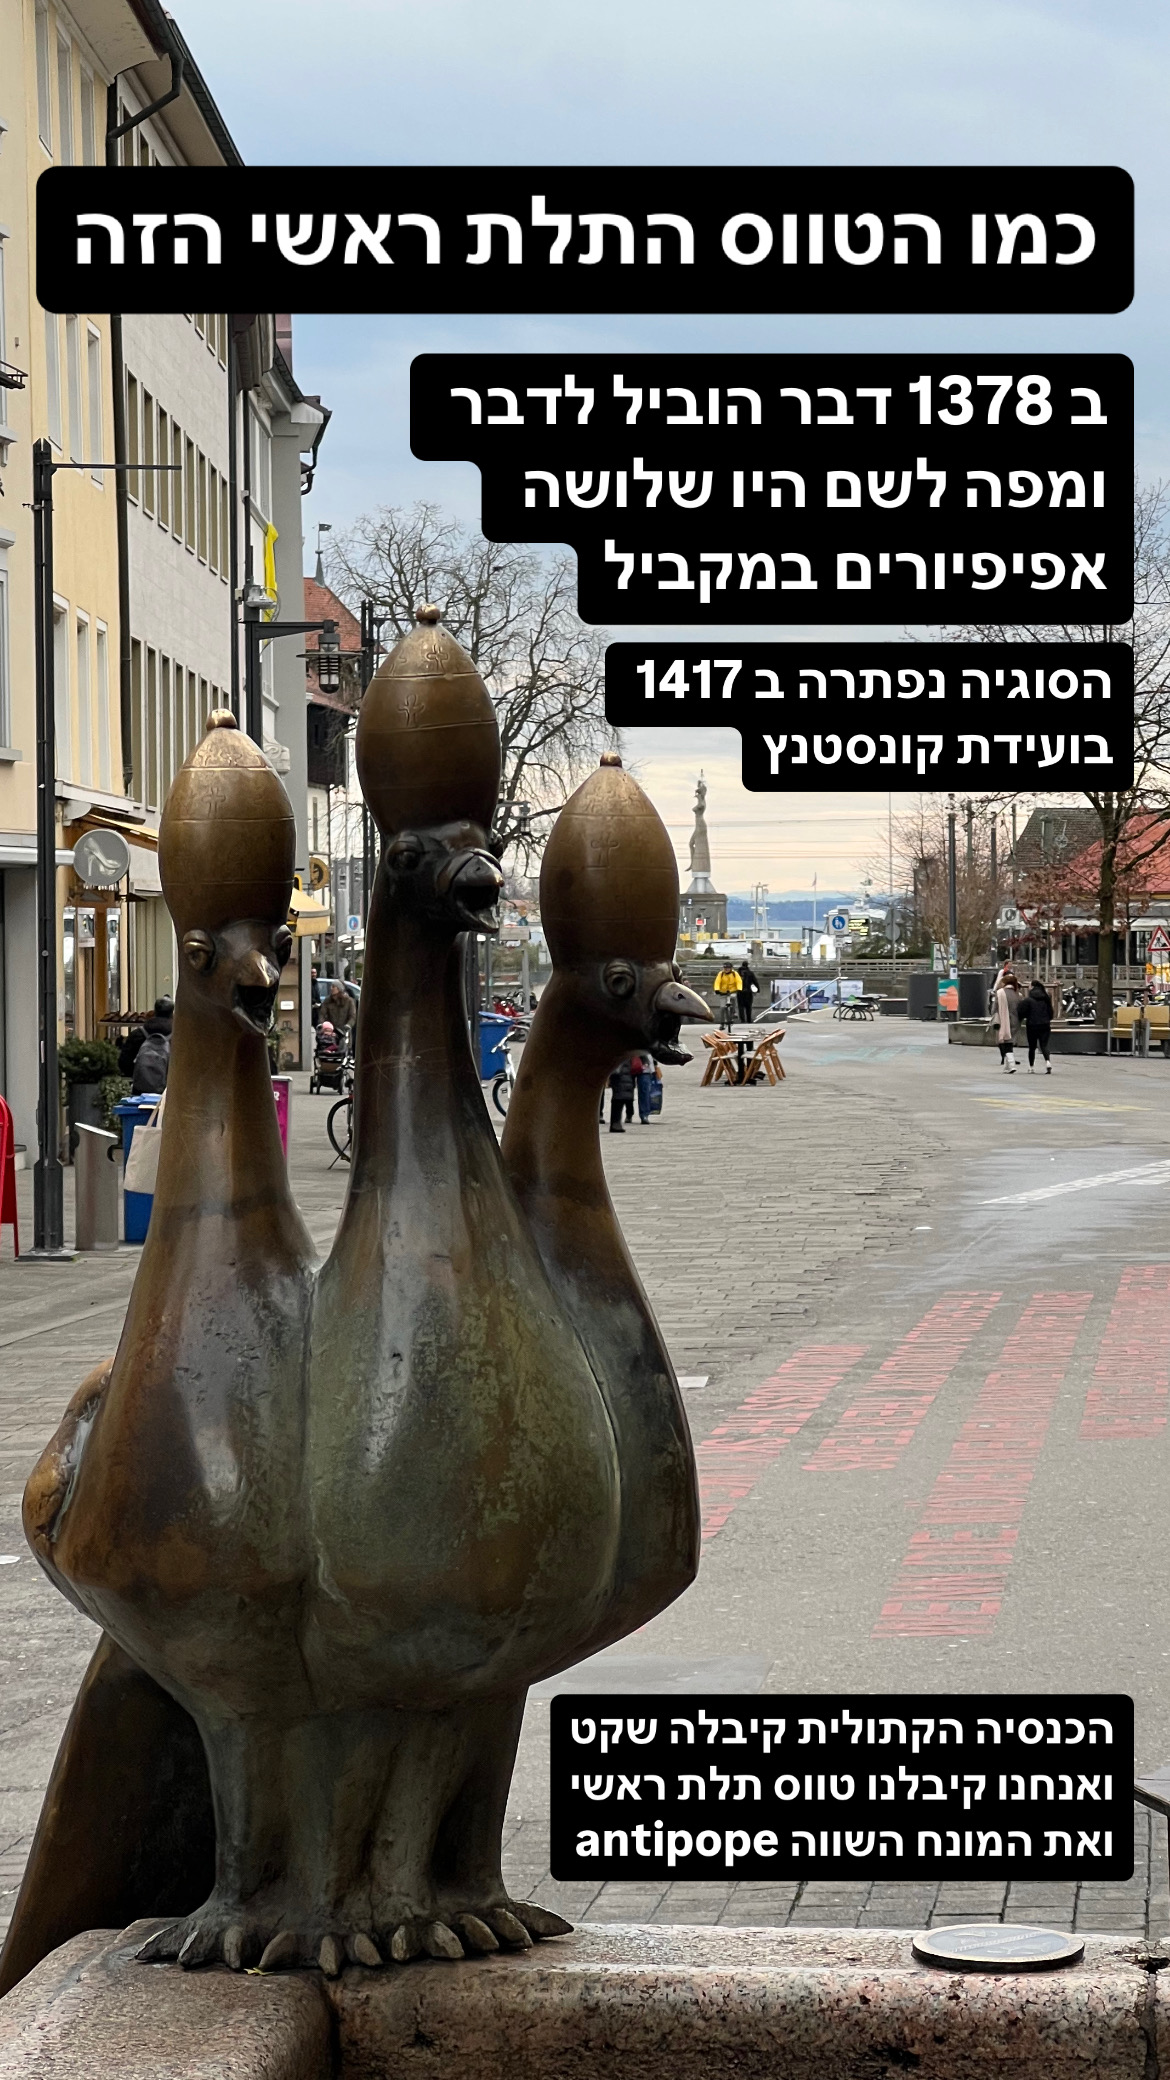 כמו הטווס התלת ראשי הזה
ב 1378 דבר הוביל לדבר
ומפה לשם היו שלושה
אפיפיורים במקביל
הסוגיה נפתרה ב 1417
בועידת קונסטנץ
הכנסיה הקתולית קיבלה שקט
ואנחנו קיבלנו טווס תלת ראשי
ואת המונח השווה antipope